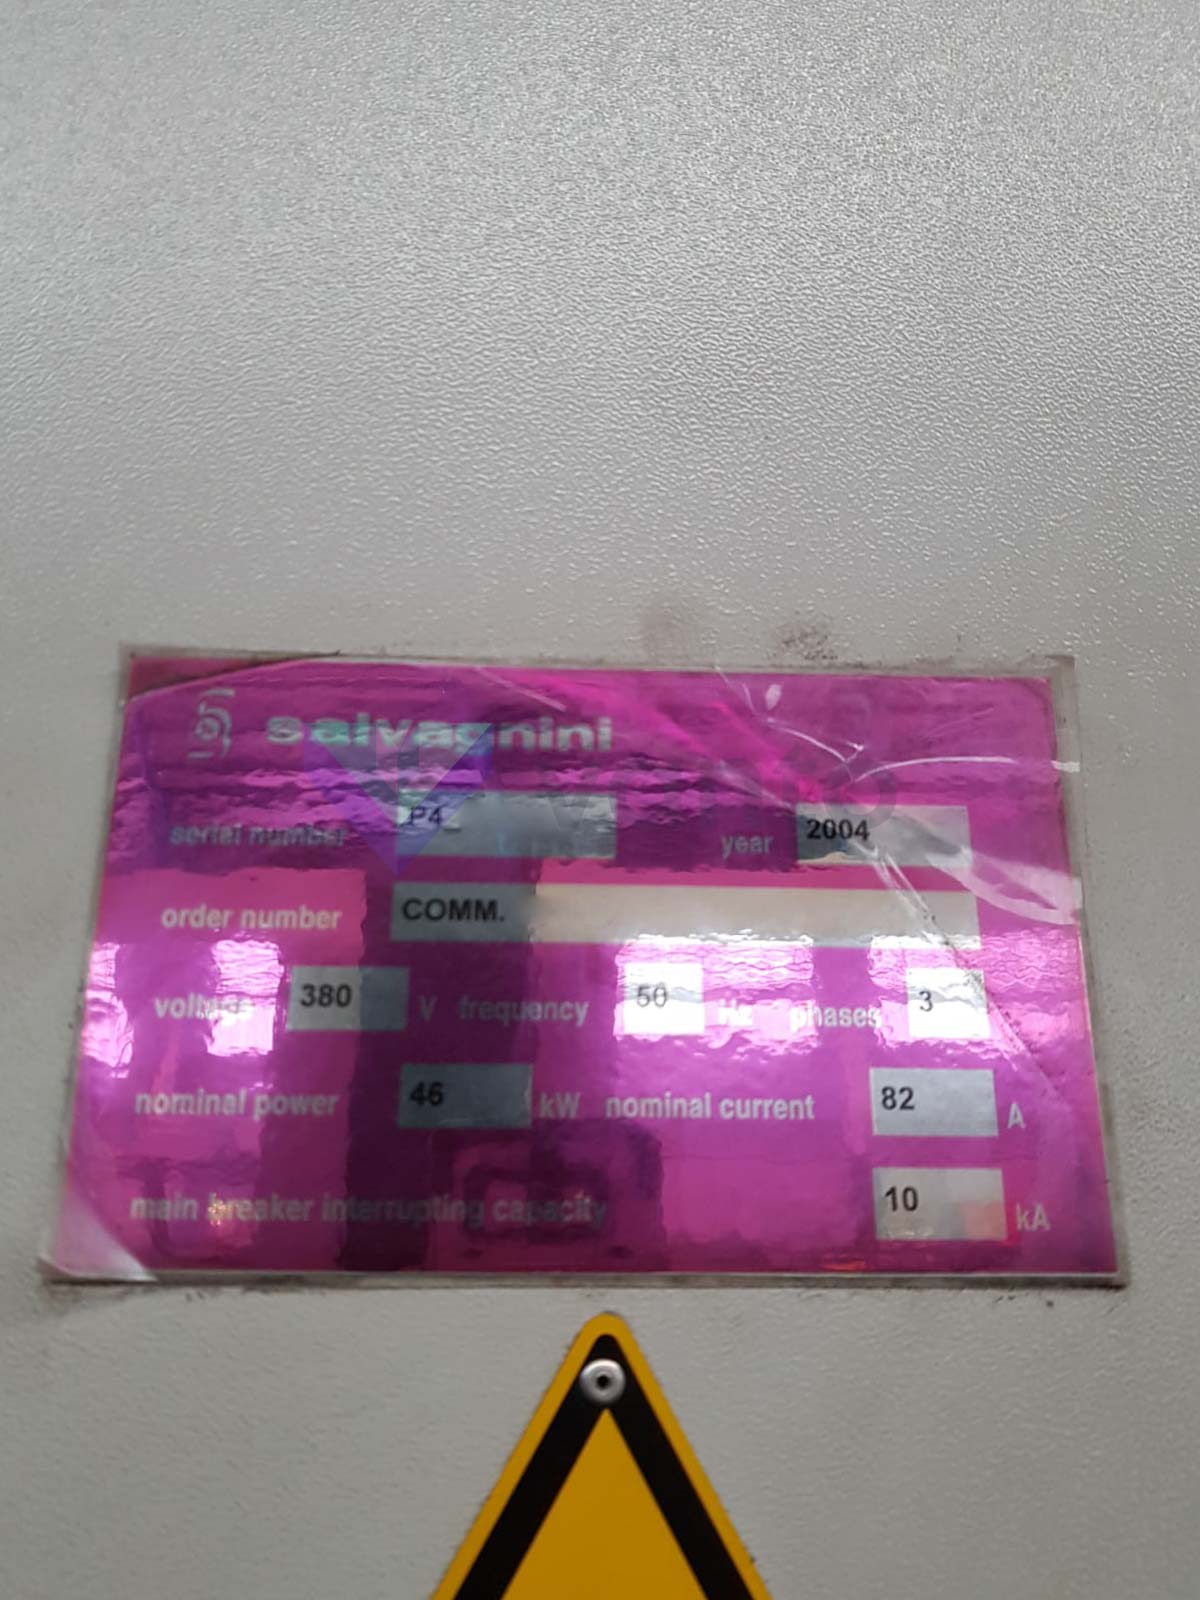 salvagnini
serial number P4 year 2004
order number COMM.
voltage 380 V frequency 50 Hz phases 3
nominal power 46 kW nominal current 82 A
main breaker interrupting capacity 10 kA